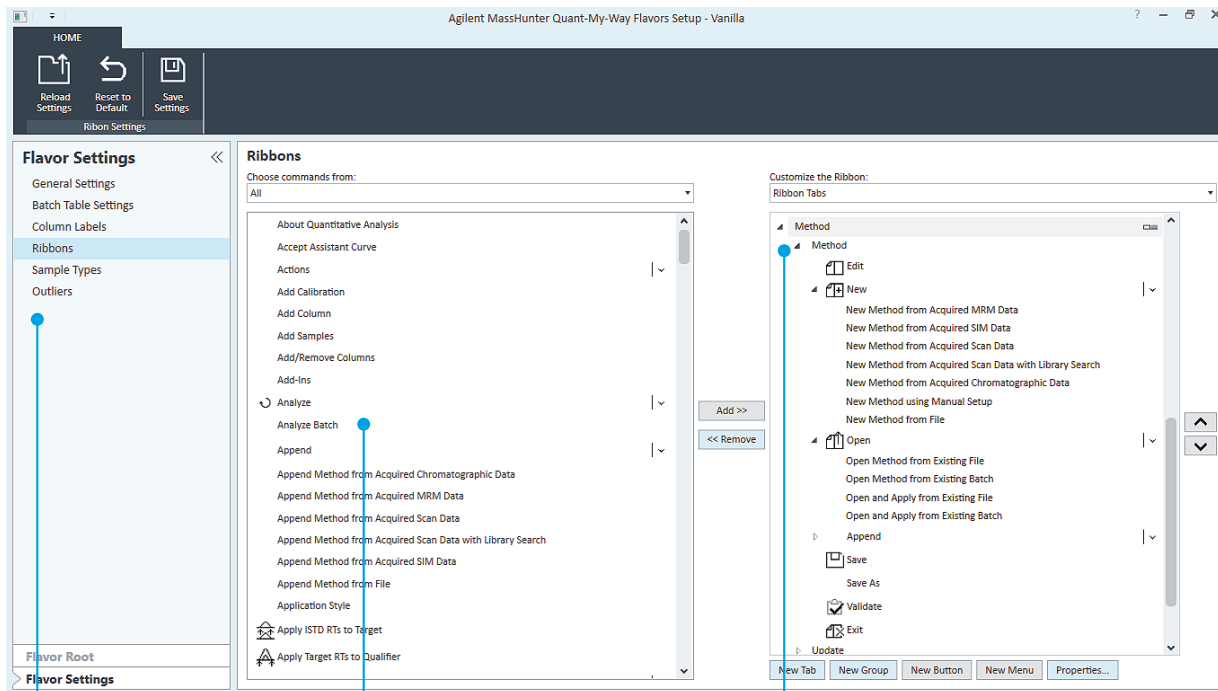 Agilent MassHunter Quant-My-Way Flavors Setup - Vanilla
HOME
Reload Settings
Reset to Default
Save Settings
Ribon Settings
Flavor Settings
General Settings
Batch Table Settings
Column Labels
Ribbons
Sample Types
Outliers
Flavor Root
Flavor Settings
Ribbons
Choose commands from:
All
About Quantitative Analysis
Accept Assistant Curve
Actions
Add Calibration
Add Column
Add Samples
Add/Remove Columns
Add-Ins
Analyze
Analyze Batch
Append
Append Method from Acquired Chromatographic Data
Append Method from Acquired MRM Data
Append Method from Acquired Scan Data
Append Method from Acquired Scan Data with Library Search
Append Method from Acquired SIM Data
Append Method from File
Application Style
Apply ISTD RTs to Target
Apply Target RTs to Qualifier
Add >>
<< Remove
Customize the Ribbon:
Ribbon Tabs
Method
Method
Edit
New
New Method from Acquired MRM Data
New Method from Acquired SIM Data
New Method from Acquired Scan Data
New Method from Acquired Scan Data with Library Search
New Method from Acquired Chromatographic Data
New Method using Manual Setup
New Method from File
Open
Open Method from Existing File
Open Method from Existing Batch
Open and Apply from Existing File
Open and Apply from Existing Batch
Append
Save
Save As
Validate
Exit
Update
New Tab
New Group
New Button
New Menu
Properties...